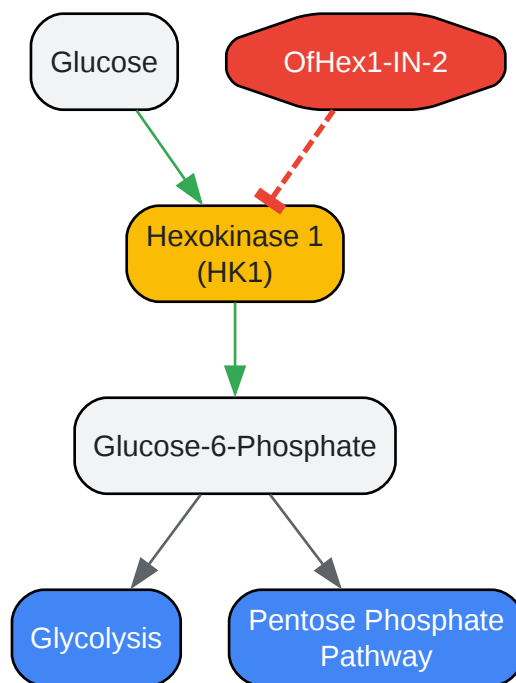 Glucose
OfHex1-IN-2
Hexokinase 1
(HK1)
Glucose-6-Phosphate
Glycolysis
Pentose Phosphate
Pathway